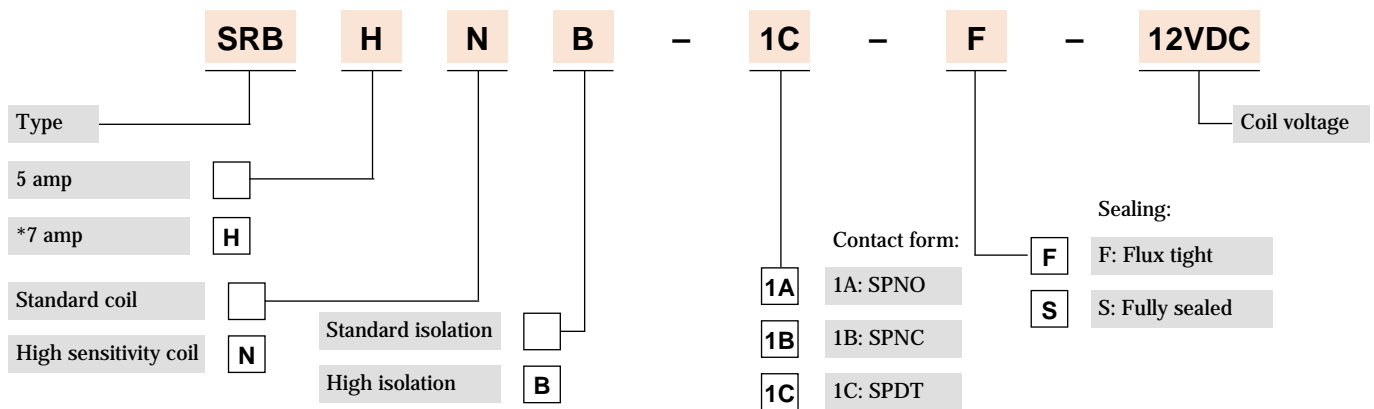 SRB H N B – 1C – F – 12VDC
Type
Coil voltage
5 amp
*7 amp H
Standard coil
High sensitivity coil N
Standard isolation
High isolation B
Contact form:
1A 1A: SPNO
1B 1B: SPNC
1C 1C: SPDT
Sealing:
F F: Flux tight
S S: Fully sealed